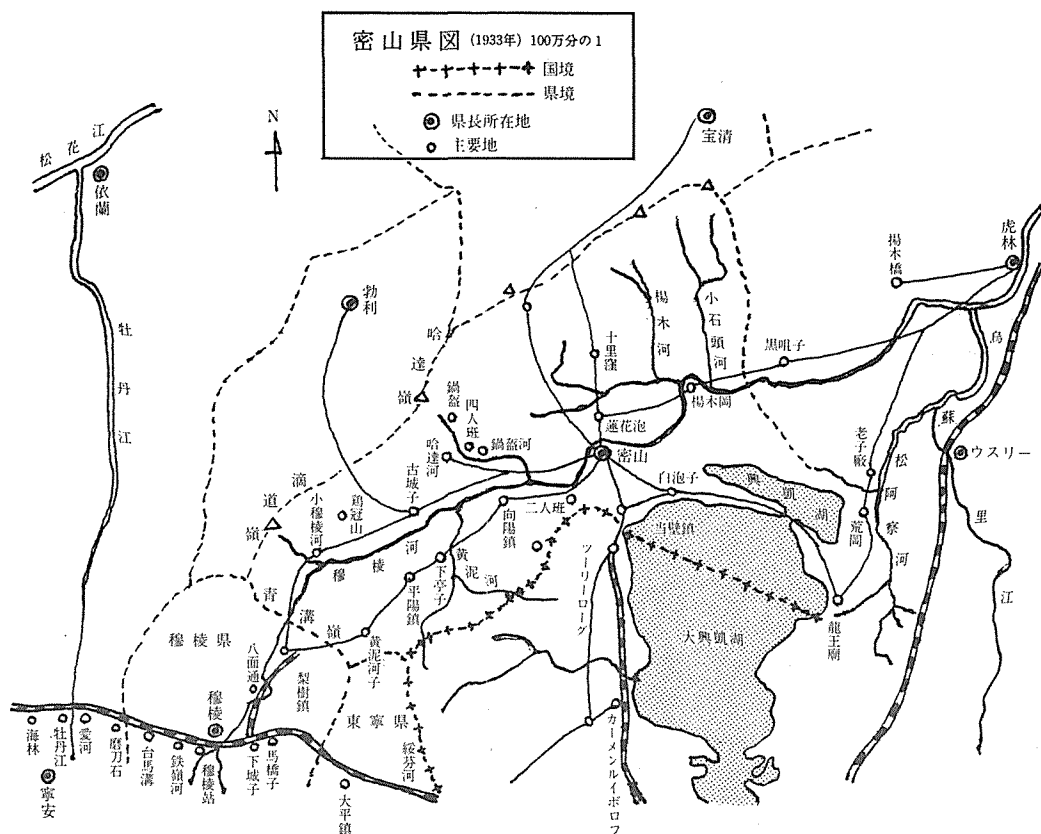 密山県図 (1933年) 100万分の1
国境
県境
県長所在地
主要地
N
松花江
依蘭
牡丹江
勃利
宝清
虎林
楊木橋
楊木河
小石頭河
黒咀子
十里窪
楊木岡
蓮花泡
密山
哈達嶺
鍋盔
四人班
鍋盔河
哈達河
古城子
滴道嶺
鶏冠山
小穆棱河
穆棱河
向陽鎮
二人班
白泡子
興凱湖
当壁鎮
大興凱湖
龍王廟
荒岡
老子廠
松阿察河
烏蘇里江
ウスリー
ツーリーローグ
カーメンルイボロフ
黄泥河
下亭子
平陽鎮
黄泥河子
青溝嶺
梨樹鎮
八面通
穆棱県
穆棱
東寧県
綏芬河
海林
牡丹江
愛河
磨刀石
台馬溝
鉄嶺河
穆棱站
下城子
馬橋子
大平鎮
寧安